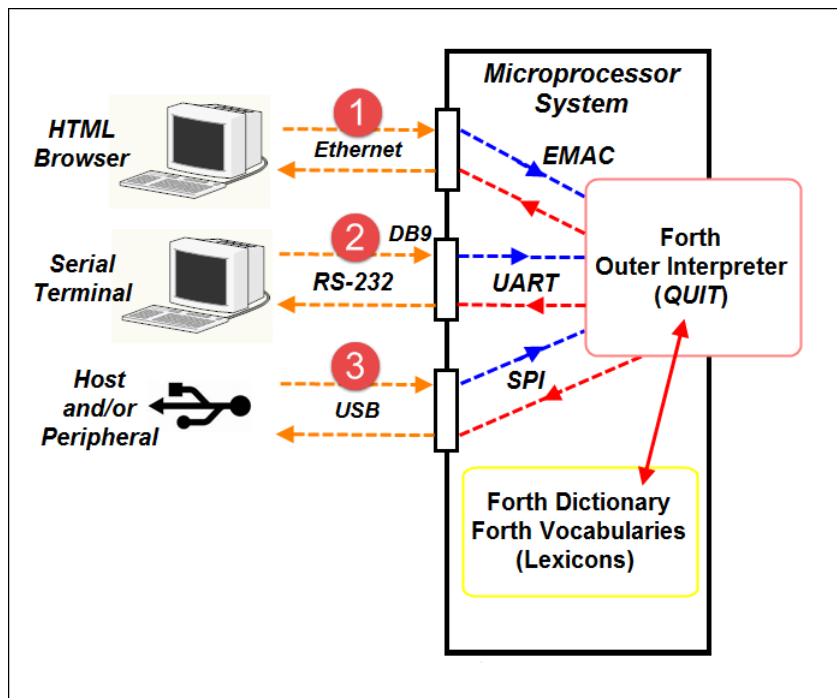 Microprocessor
System
1
HTML
Browser
Ethernet
EMAC
2
DB9
Serial
Terminal
RS-232
UART
Forth
Outer Interpreter
(QUIT)
3
Host
and/or
Peripheral
USB
SPI
Forth Dictionary
Forth Vocabularies
(Lexicons)